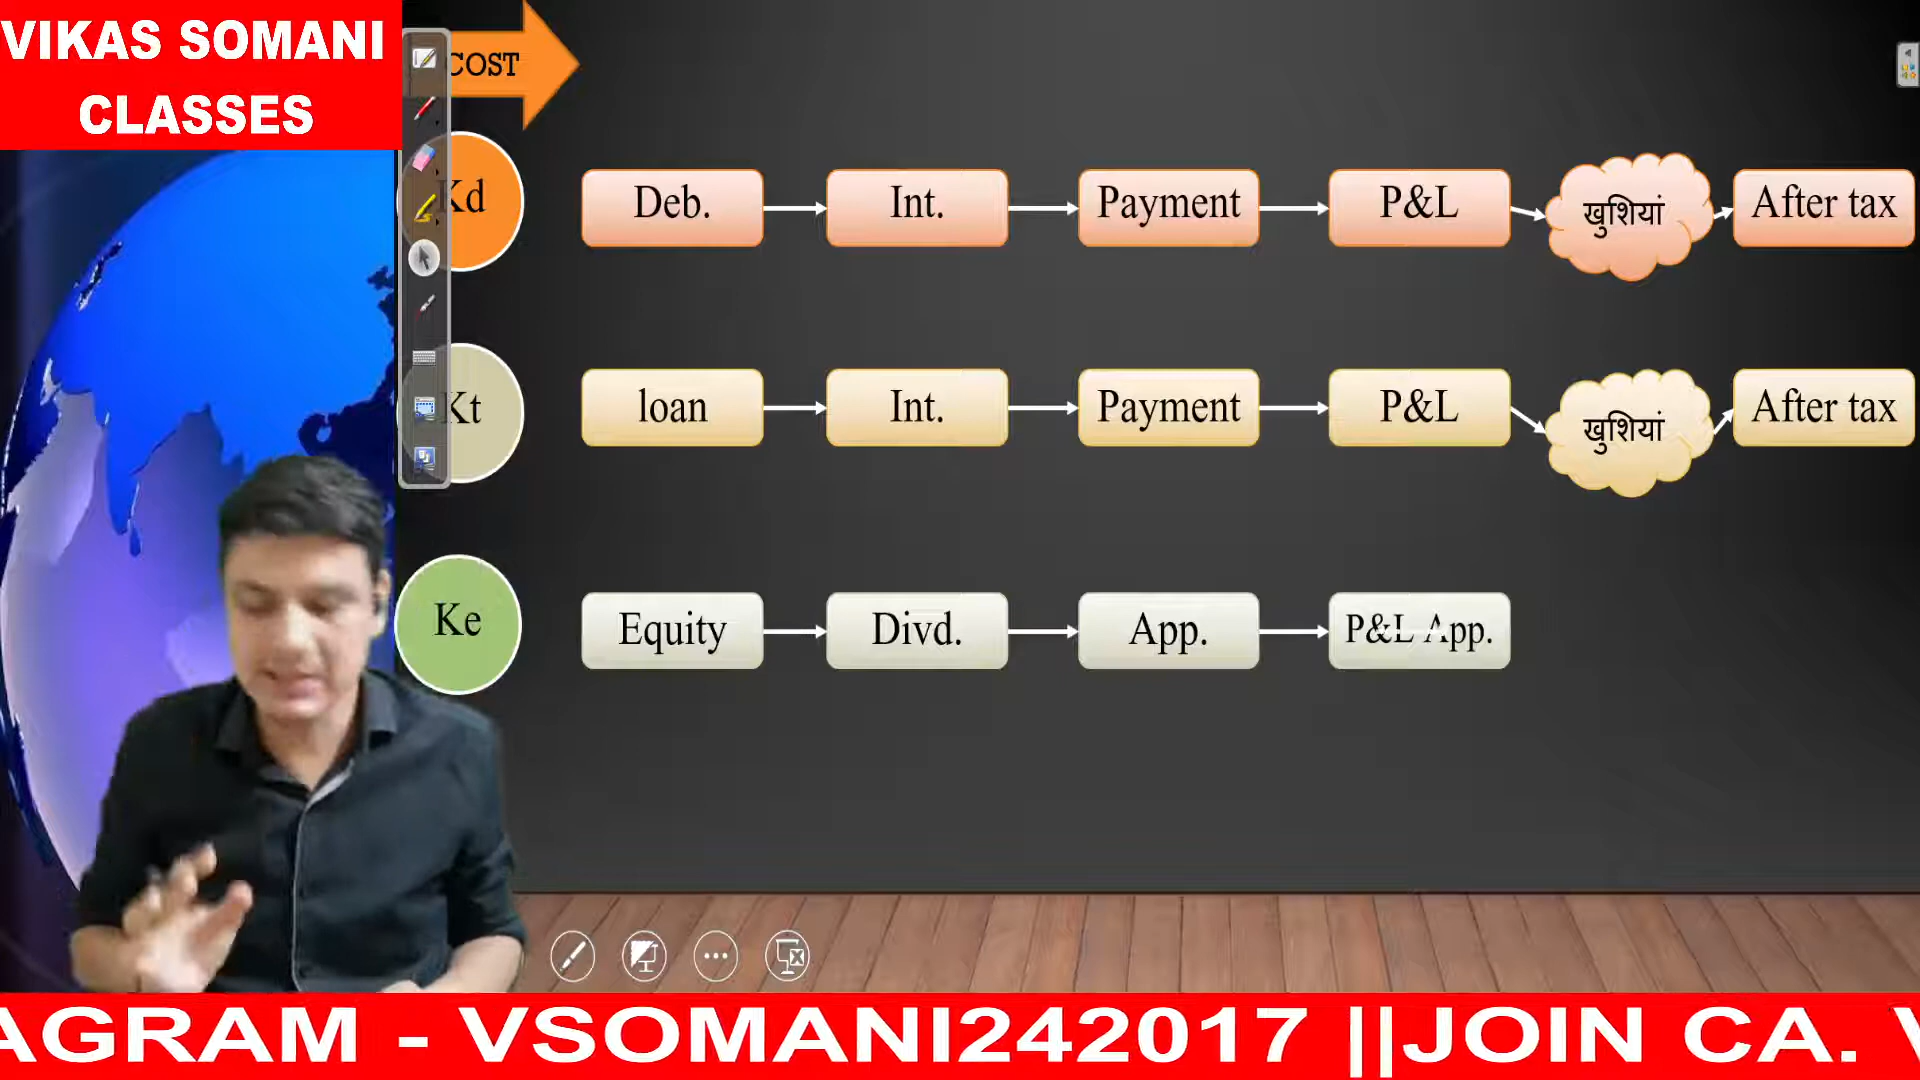 VIKAS SOMANI
CLASSES
COST
Kd
Deb.
Int.
Payment
P&L
खुशियां
After tax
Kt
loan
Int.
Payment
P&L
खुशियां
After tax
Ke
Equity
Divd.
App.
P&L App.
AGRAM - VSOMANI242017 ||JOIN CA. V